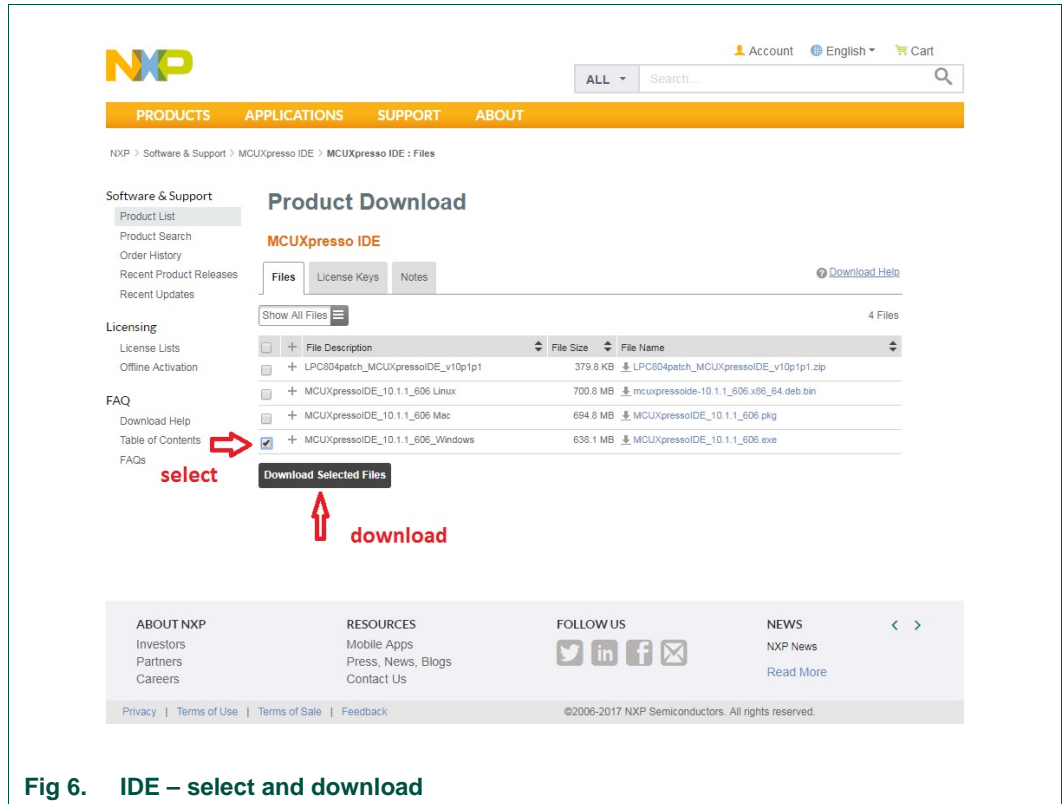 NXP
Account English Cart
ALL Search...
PRODUCTS APPLICATIONS SUPPORT ABOUT
NXP > Software & Support > MCUXpresso IDE > MCUXpresso IDE : Files
Software & Support
Product List
Product Search
Order History
Recent Product Releases
Recent Updates
Licensing
License Lists
Offline Activation
FAQ
Download Help
Table of Contents
FAQs
Product Download
MCUXpresso IDE
Files License Keys Notes
? Download Help
Show All Files
4 Files
+ File Description File Size File Name
+ LPC804patch_MCUXpressoIDE_v10p1p1 379.8 KB LPC804patch_MCUXpressoIDE_v10p1p1.zip
+ MCUXpressoIDE_10.1.1_606 Linux 700.8 MB mcuxpressoide-10.1.1_606.x86_64.deb.bin
+ MCUXpressoIDE_10.1.1_606 Mac 694.8 MB MCUXpressoIDE_10.1.1_606.pkg
+ MCUXpressoIDE_10.1.1_606_Windows 638.1 MB MCUXpressoIDE_10.1.1_606.exe
select
Download Selected Files
download
ABOUT NXP
Investors
Partners
Careers
RESOURCES
Mobile Apps
Press, News, Blogs
Contact Us
FOLLOW US
in f
NEWS < >
NXP News
Read More
Privacy | Terms of Use | Terms of Sale | Feedback
©2006-2017 NXP Semiconductors. All rights reserved.
Fig 6. IDE – select and download